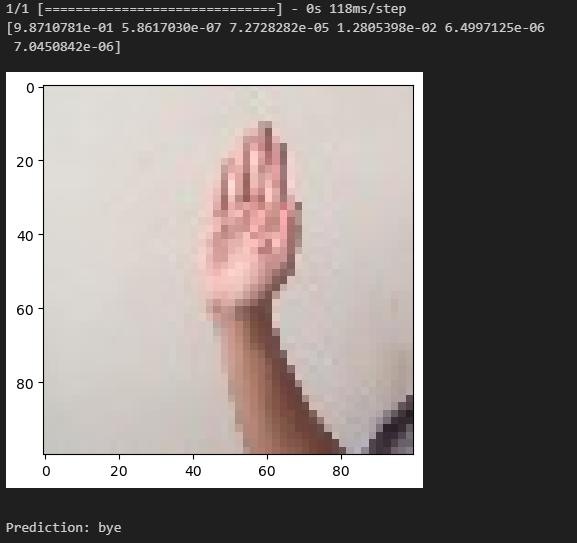 1/1 [==============================] - 0s 118ms/step
[9.8710781e-01 5.8617030e-07 7.2728282e-05 1.2805398e-02 6.4997125e-06
 7.0450842e-06]
0
20
40
60
80
0 20 40 60 80
Prediction: bye